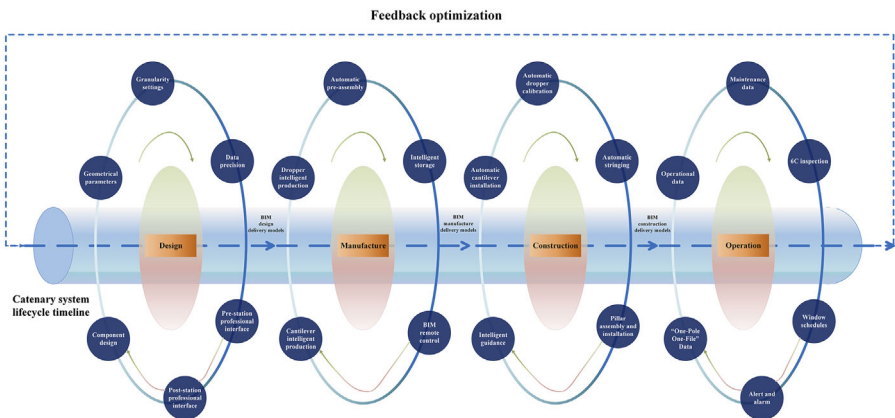 Feedback optimization
Granularity
settings
Geometrical
parameters
Data
precision
Design
Component
design
Pre-station
professional
interface
Post-station
professional
interface
BIM
design
delivery models
Automatic
pre-assembly
Dropper
intelligent
production
Intelligent
storage
Manufacture
Cantilever
intelligent
production
BIM
remote
control
BIM
manufacture
delivery models
Automatic
dropper
calibration
Automatic
cantilever
installation
Automatic
stringing
Construction
Intelligent
guidance
Pillar
assembly and
installation
BIM
construction
delivery models
Maintenance
data
Operational
data
6C inspection
Operation
"One-Pole
One-File"
Data
Window
schedules
Alert and
alarm
Catenary system
lifecycle timeline